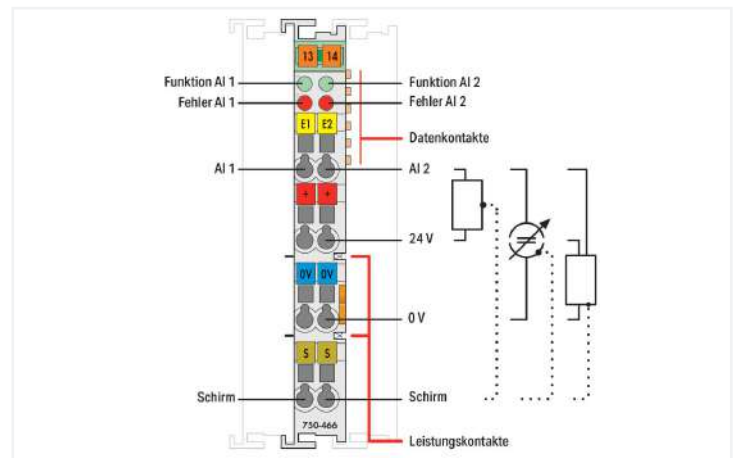 13 14
Funktion AI 1
Funktion AI 2
Fehler AI 1
Fehler AI 2
E1 E2
Datenkontakte
AI 1
AI 2
+ +
24 V
0V 0V
0 V
S S
Schirm
Schirm
750-466
Leistungskontakte